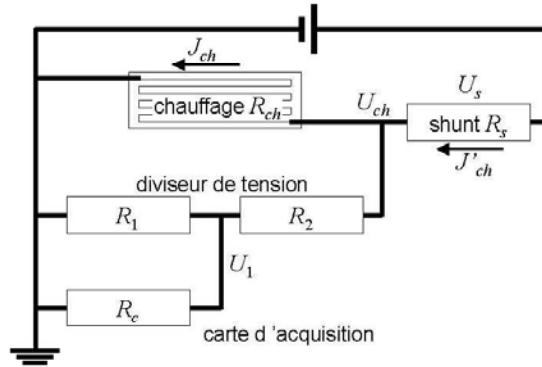 J_ch
chauffage R_ch
U_ch
U_s
shunt R_s
J'_ch
diviseur de tension
R_1
R_2
U_1
R_c
carte d 'acquisition